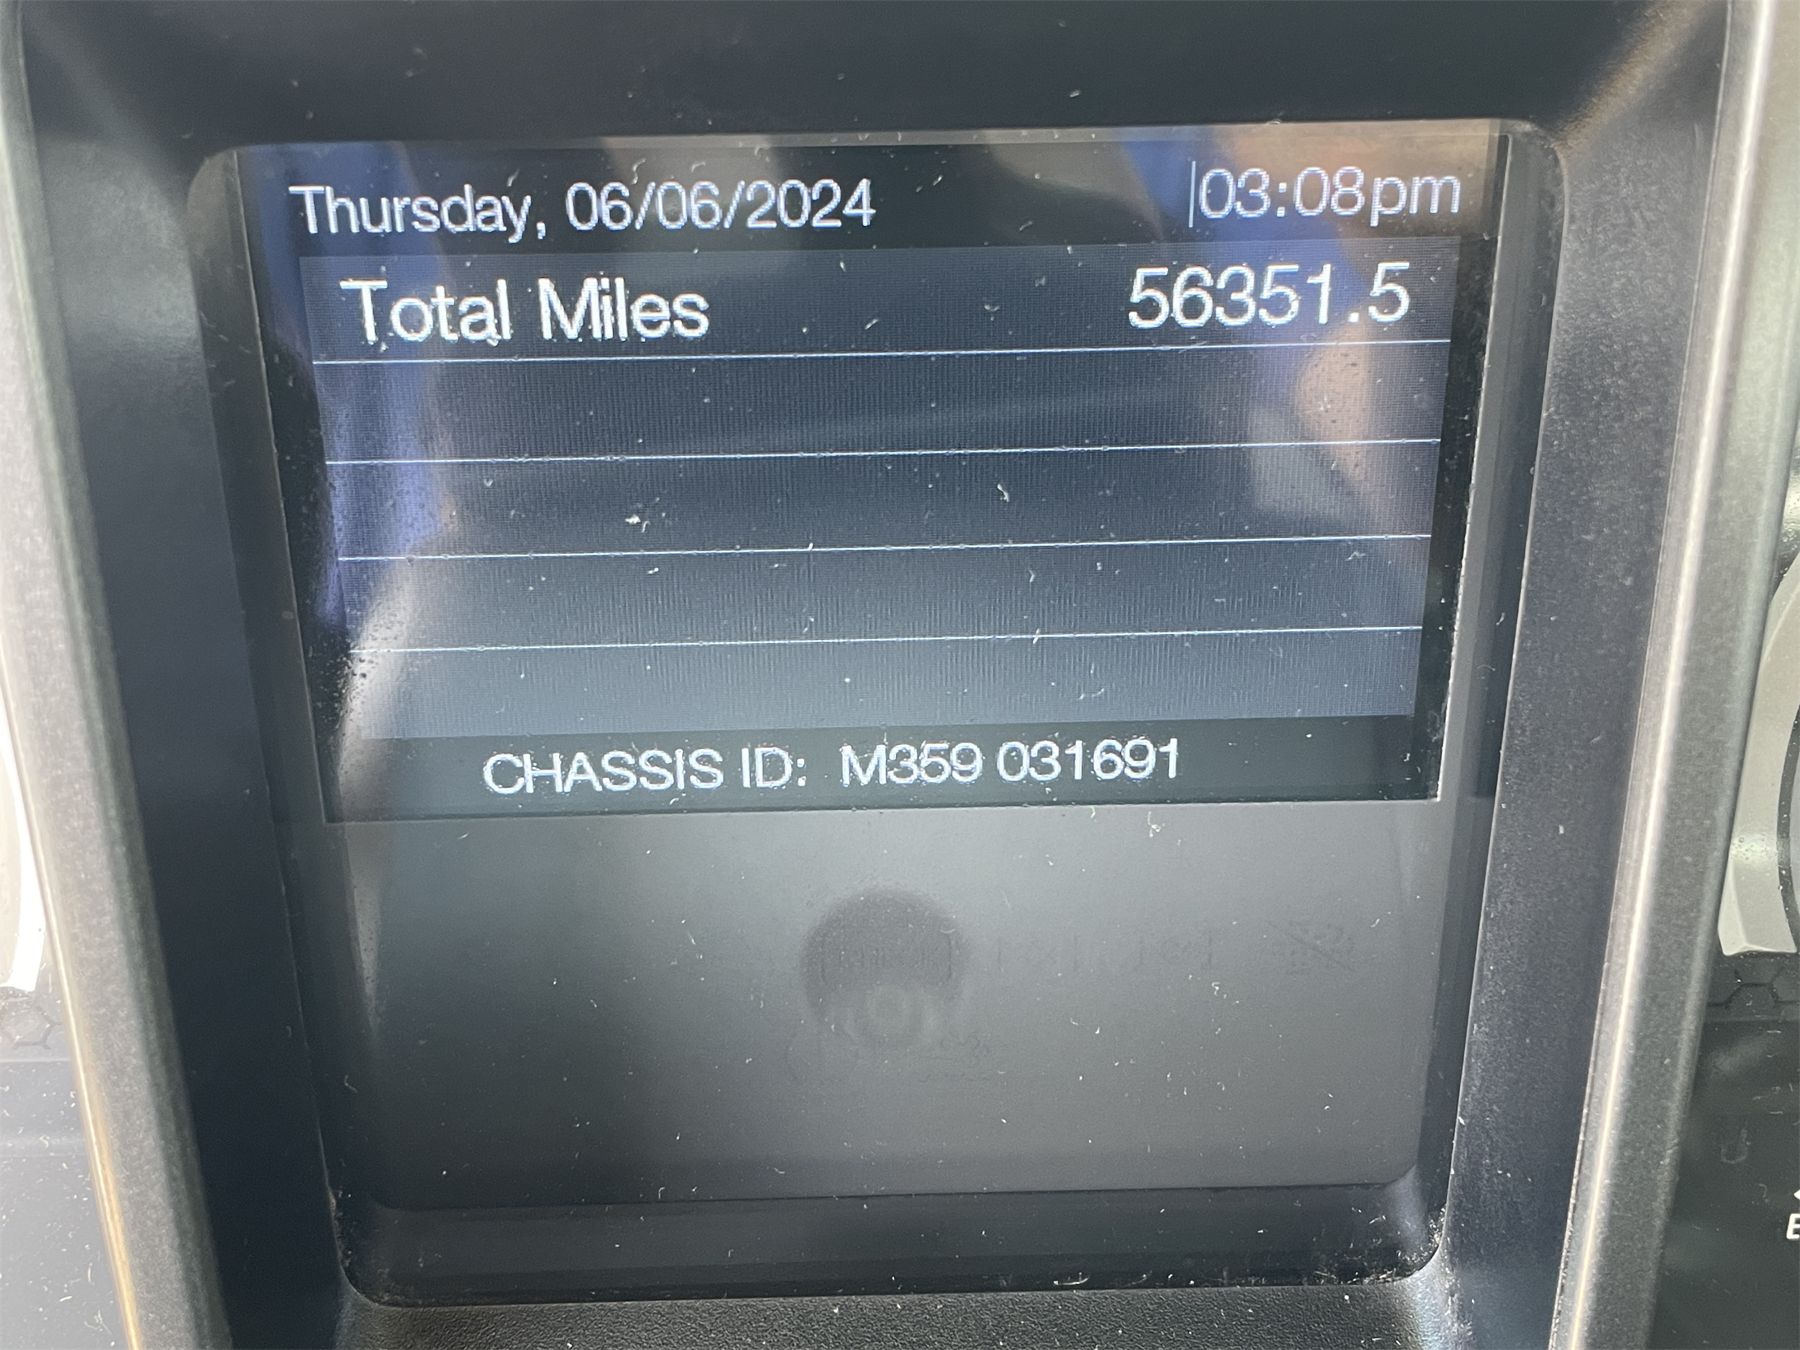 Thursday, 06/06/2024 03:08pm
Total Miles 56351.5
CHASSIS ID: M359 031691